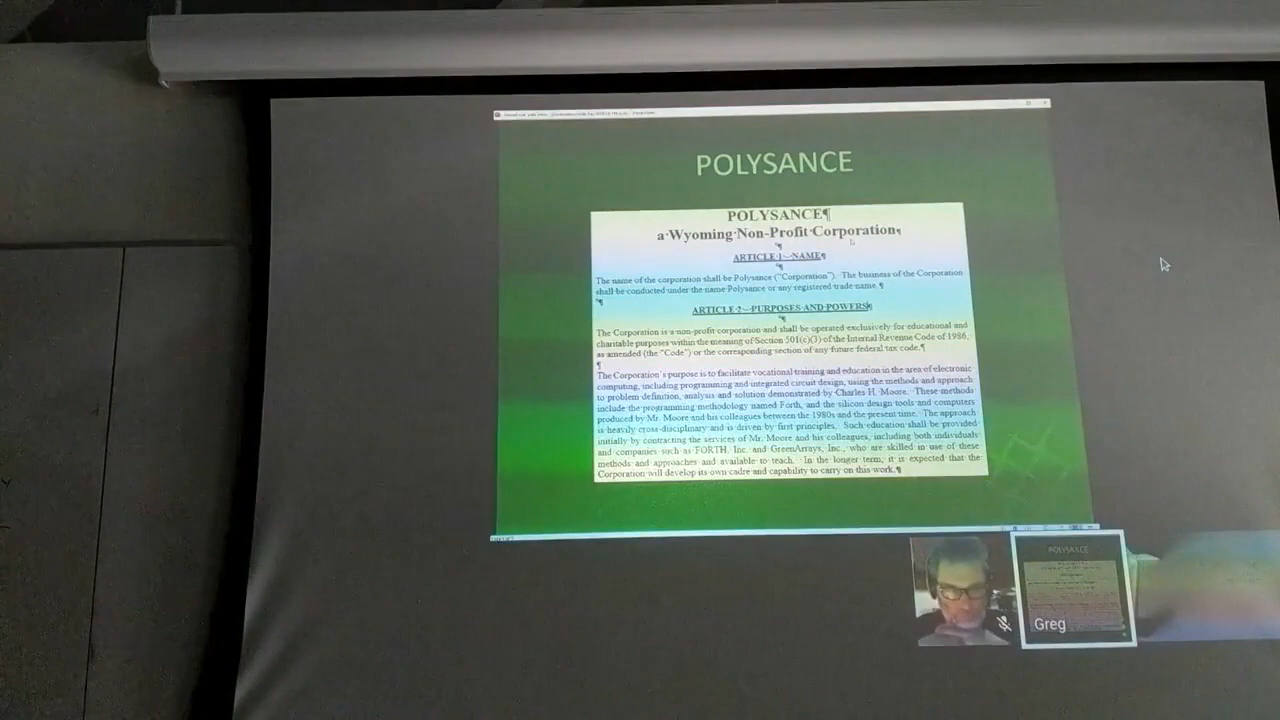 POLYSANCE
POLYSANCE¶
a·Wyoming·Non-Profit·Corporation¶
¶
ARTICLE·1·–·NAME¶
¶
The name of the corporation shall be Polysance ("Corporation"). The business of the Corporation
shall·be·conducted·under·the·name·Polysance·or·any·registered·trade·name.¶
¶
ARTICLE·2·–·PURPOSES·AND·POWERS¶
¶
The Corporation is a non-profit corporation and shall be operated exclusively for educational and
charitable purposes within the meaning of Section 501(c)(3) of the Internal Revenue Code of 1986,
as amended (the "Code") or the corresponding section of any future federal tax code.¶
¶
The Corporation's purpose is to facilitate vocational training and education in the area of electronic
computing, including programming and integrated circuit design, using the methods and approach
to problem definition, analysis and solution demonstrated by Charles H. Moore. These methods
include the programming methodology named Forth, and the silicon design tools and computers
produced by Mr. Moore and his colleagues between the 1980s and the present time. The approach
is heavily cross-disciplinary and is driven by first principles. Such education shall be provided
initially by contracting the services of Mr. Moore and his colleagues, including both individuals
and companies such as FORTH, Inc. and GreenArrays, Inc., who are skilled in use of these
methods and approaches and available to teach. In the longer term, it is expected that the
Corporation will develop its own cadre and capability to carry on this work.¶
POLYSANCE
Greg